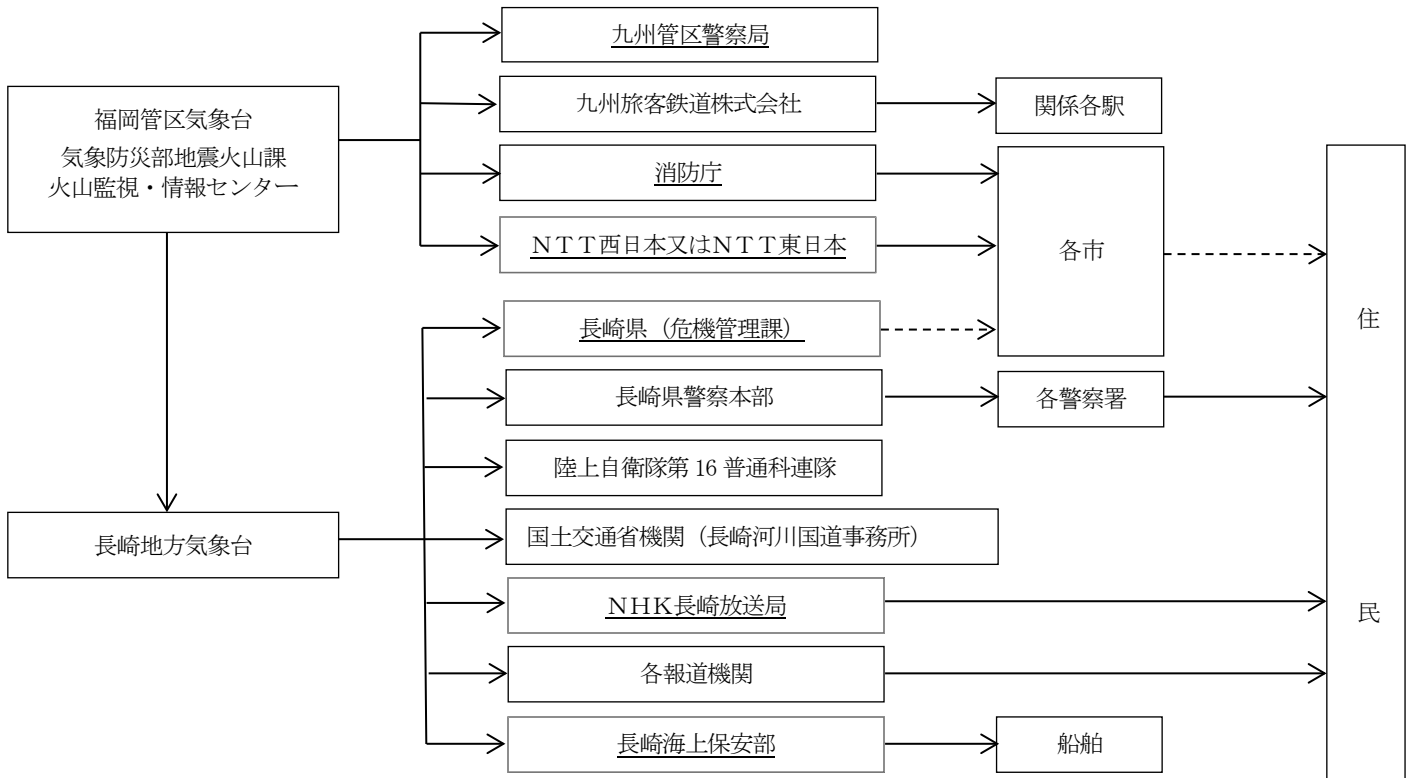 九州管区警察局
福岡管区気象台
気象防災部地震火山課
火山監視・情報センター
九州旅客鉄道株式会社
関係各駅
消防庁
NTT西日本又はNTT東日本
各市
長崎県（危機管理課）
長崎県警察本部
各警察署
陸上自衛隊第 16 普通科連隊
長崎地方気象台
国土交通省機関（長崎河川国道事務所）
NHK長崎放送局
各報道機関
長崎海上保安部
船舶
住
民